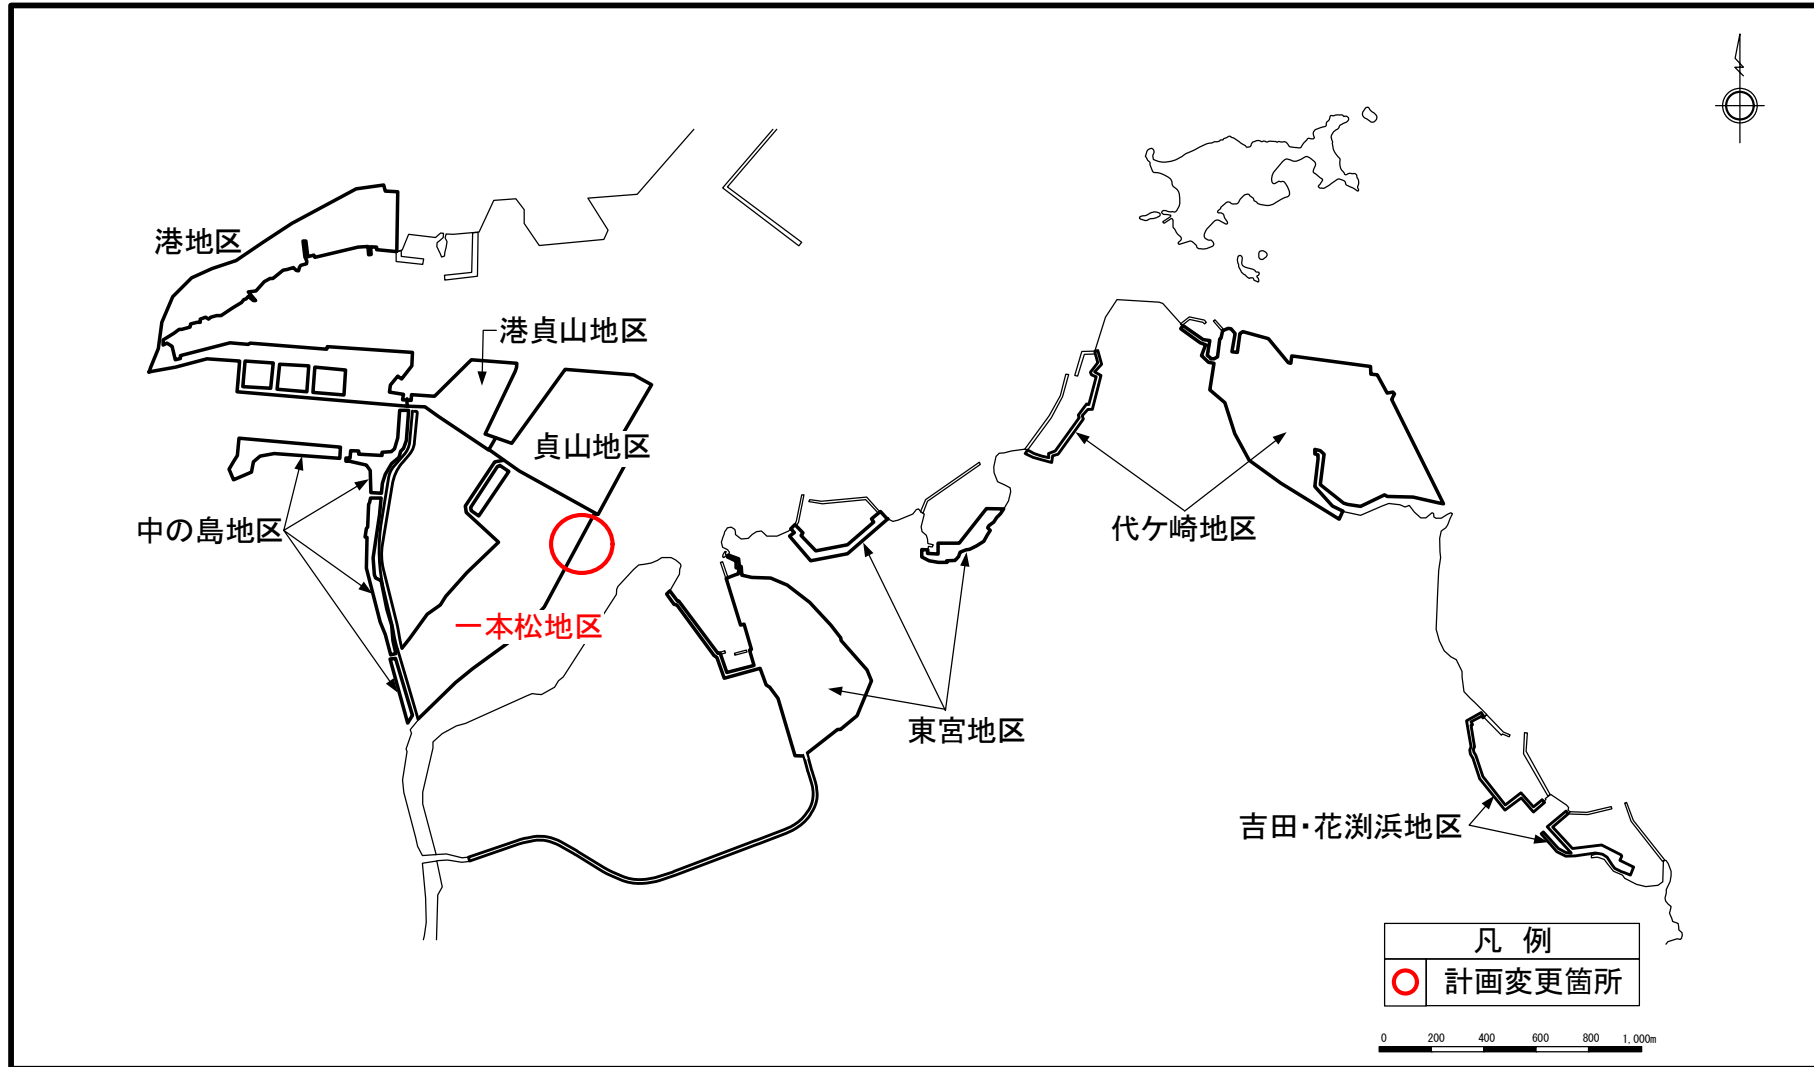 港地区
港貞山地区
貞山地区
中の島地区
代ケ崎地区
一本松地区
東宮地区
吉田・花渕浜地区
凡 例
計画変更箇所
0 200 400 600 800 1,000m